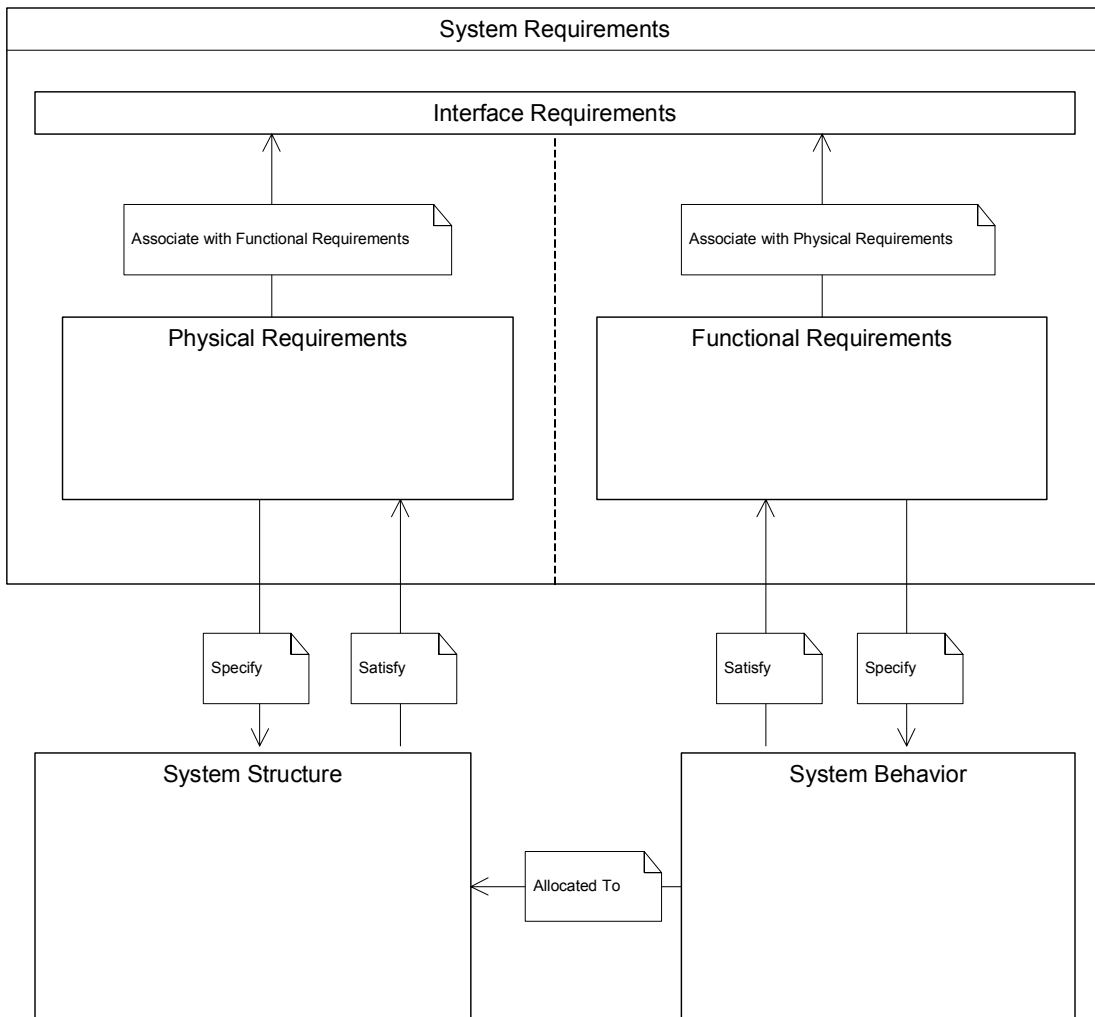 System Requirements
Interface Requirements
Associate with Functional Requirements
Associate with Physical Requirements
Physical Requirements
Functional Requirements
Specify
Satisfy
Satisfy
Specify
System Structure
System Behavior
Allocated To